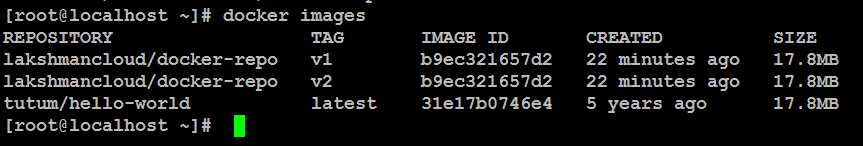 [root@localhost ~]# docker images
REPOSITORY TAG IMAGE ID CREATED SIZE
lakshmancloud/docker-repo v1 b9ec321657d2 22 minutes ago 17.8MB
lakshmancloud/docker-repo v2 b9ec321657d2 22 minutes ago 17.8MB
tutum/hello-world latest 31e17b0746e4 5 years ago 17.8MB
[root@localhost ~]#